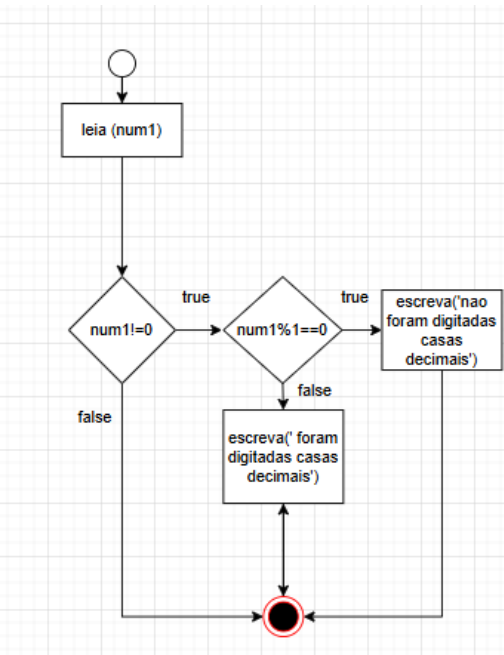 leia (num1)
num1!=0
true
num1%1==0
true
escreva('nao
foram digitadas
casas
decimais')
false
false
escreva(' foram
digitadas casas
decimais')